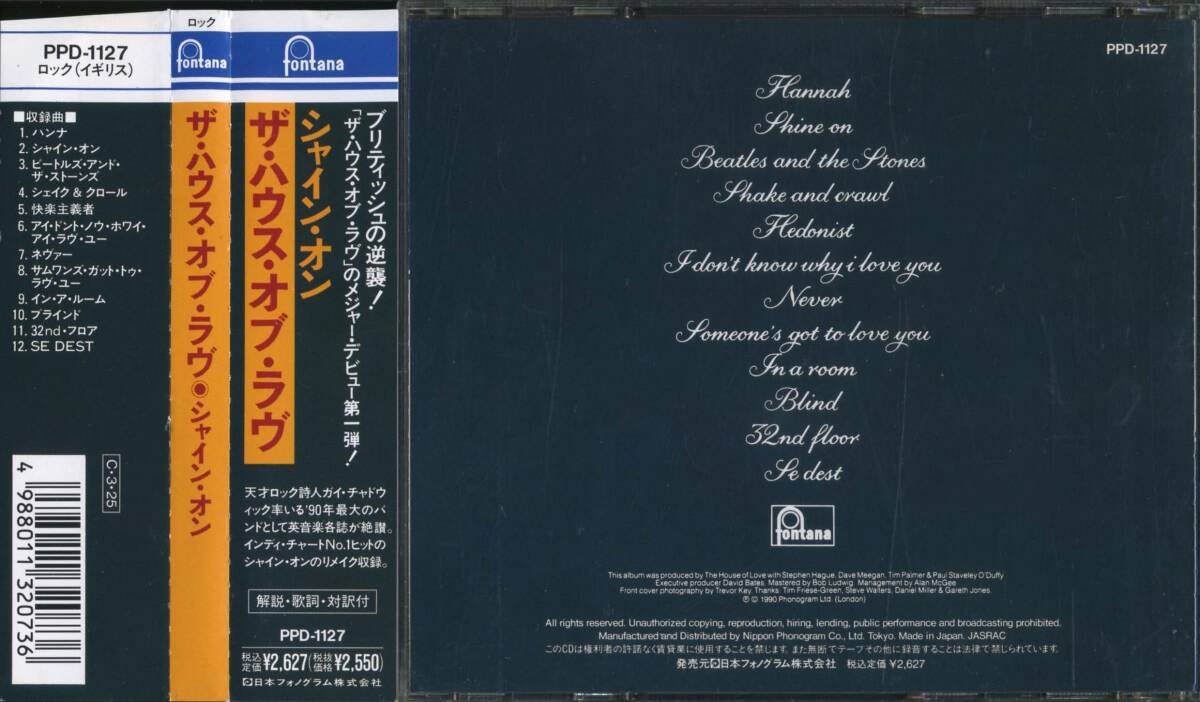 PPD-1127
ロック(イギリス)
■収録曲■
1. ハンナ
2. シャイン・オン
3. ビートルズ・アンド・
ザ・ストーンズ
4. シェイク＆クロール
5. 快楽主義者
6. アイ・ドント・ノウ・ホワイ・
アイ・ラヴ・ユー
7. ネヴァー
8. サムワンズ・ガット・トゥ・
ラヴ・ユー
9. イン・ア・ルーム
10. ブラインド
11. 32nd・フロア
12. SE DEST
C・3・25
4 988011 320736
ロック
fontana
ザ・ハウス・オブ・ラヴ◉シャイン・オン
fontana
ブリティッシュの逆襲！
「ザ・ハウス・オブ・ラヴ」のメジャー・デビュー第一弾！
シャイン・オン
ザ・ハウス・オブ・ラヴ
天才ロック詩人ガイ・チャドウ
ィック率いる'90年最大のバ
ンドとして英音楽各誌が絶讃。
インディ・チャートNo.1ヒットの
シャイン・オンのリメイク収録。
解説・歌詞・対訳付
PPD-1127
税込定価¥2,627(税抜価格¥2,550)
日本フォノグラム株式会社
PPD-1127
Hannah
Shine on
Beatles and the Stones
Shake and crawl
Hedonist
I don't know why i love you
Never
Someone's got to love you
In a room
Blind
32nd floor
Se dest
fontana
This album was produced by The House of Love with Stephen Hague, Dave Meegan, Tim Palmer & Paul Staveley O'Duffy
Executive producer David Bates. Mastered by Bob Ludwig. Management by Alan McGee
Front cover photography by Trevor Key. Thanks: Tim Friese-Green, Steve Walters, Daniel Miller & Gareth Jones.
℗ © 1990 Phonogram Ltd. (London)
All rights reserved. Unauthorized copying, reproduction, hiring, lending, public performance and broadcasting prohibited.
Manufactured and Distributed by Nippon Phonogram Co., Ltd. Tokyo. Made in Japan. JASRAC
このCDは権利者の許諾なく賃貸業に使用することを禁じます。また無断でテープその他に録音することは法律で禁じられています。
発売元 日本フォノグラム株式会社 税込定価 ¥2,627